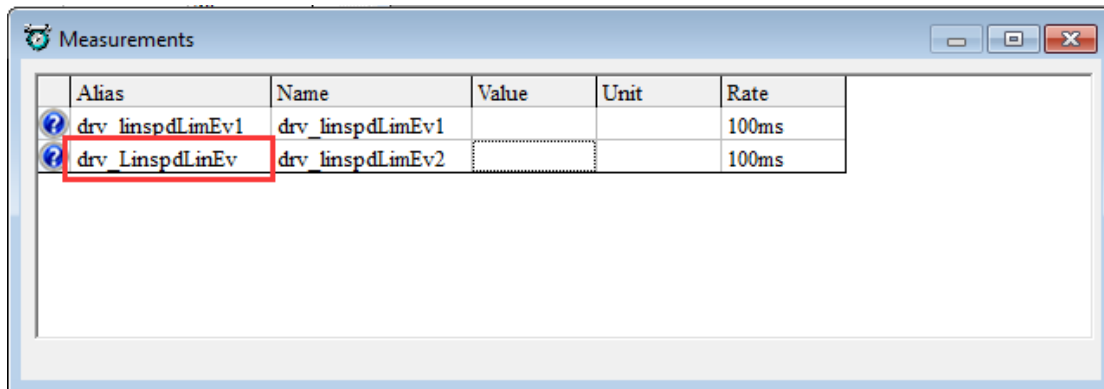 Measurements
Alias Name Value Unit Rate
drv_linspdLimEv1 drv_linspdLimEv1 100ms
drv_LinspdLinEv drv_linspdLimEv2 100ms